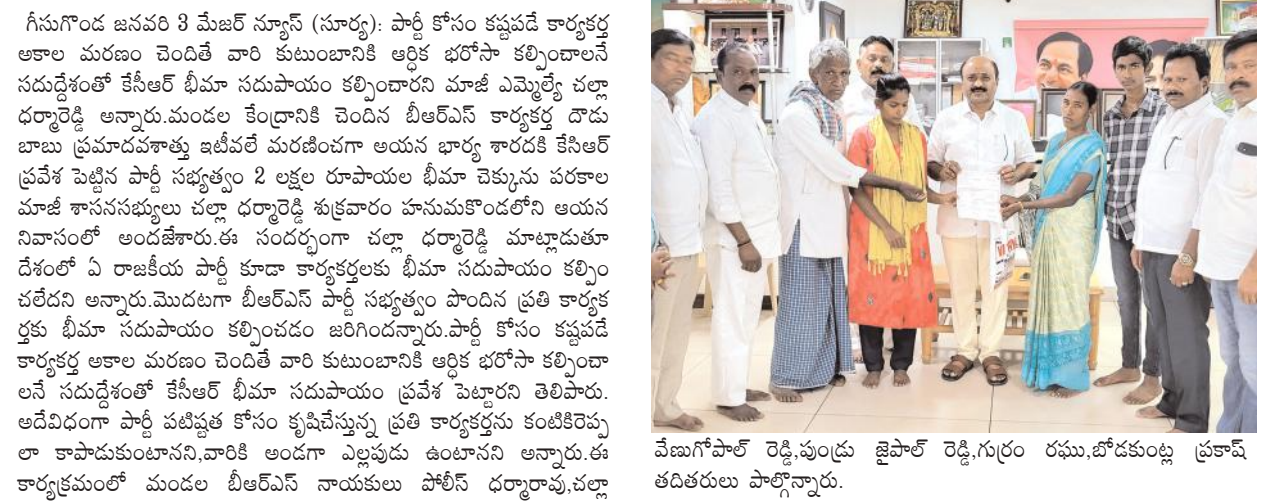 గీసుగొండ జనవరి 3 మేజర్ న్యూస్ (సూర్య): పార్టీ కోసం కష్టపడే కార్యకర్త
అకాల మరణం చెందితే వారి కుటుంబానికి ఆర్థిక భరోసా కల్పించాలనే
సదుద్దేశంతో కేసీఆర్ భీమా సదుపాయం కల్పించారని మాజీ ఎమ్మెల్యే చల్లా
ధర్మారెడ్డి అన్నారు.మండల కేంద్రానికి చెందిన బీఆర్ఎస్ కార్యకర్త దౌడు
బాబు ప్రమాదవశాత్తు ఇటీవలే మరణించగా అయన భార్య శారదకి కేసిఆర్
ప్రవేశ పెట్టిన పార్టీ సభ్యత్వం 2 లక్షల రూపాయల భీమా చెక్కును పరకాల
మాజీ శాసనసభ్యులు చల్లా ధర్మారెడ్డి శుక్రవారం హనుమకొండలోని ఆయన
నివాసంలో అందజేశారు.ఈ సందర్భంగా చల్లా ధర్మారెడ్డి మాట్లాడుతూ
దేశంలో ఏ రాజకీయ పార్టీ కూడా కార్యకర్తలకు భీమా సదుపాయం కల్పిం
చలేదని అన్నారు.మొదటగా బీఆర్ఎస్ పార్టీ సభ్యత్వం పొందిన ప్రతి కార్యక
ర్తకు భీమా సదుపాయం కల్పించడం జరిగిందన్నారు.పార్టీ కోసం కష్టపడే
కార్యకర్త అకాల మరణం చెందితే వారి కుటుంబానికి ఆర్థిక భరోసా కల్పించా
లనే సదుద్దేశంతో కేసీఆర్ భీమా సదుపాయం ప్రవేశ పెట్టారని తెలిపారు.
అదేవిధంగా పార్టీ పటిష్టత కోసం కృషిచేస్తున్న ప్రతి కార్యకర్తను కంటికిరెప్ప
లా కాపాడుకుంటానని,వారికి అండగా ఎల్లపుడు ఉంటానని అన్నారు.ఈ
కార్యక్రమంలో మండల బీఆర్ఎస్ నాయకులు పోలీస్ ధర్మారావు,చల్లా
వేణుగోపాల్ రెడ్డి,పుండ్రు జైపాల్ రెడ్డి,గుర్రం రఘు,బోడకుంట్ల ప్రకాష్
తదితరులు పాల్గొన్నారు.